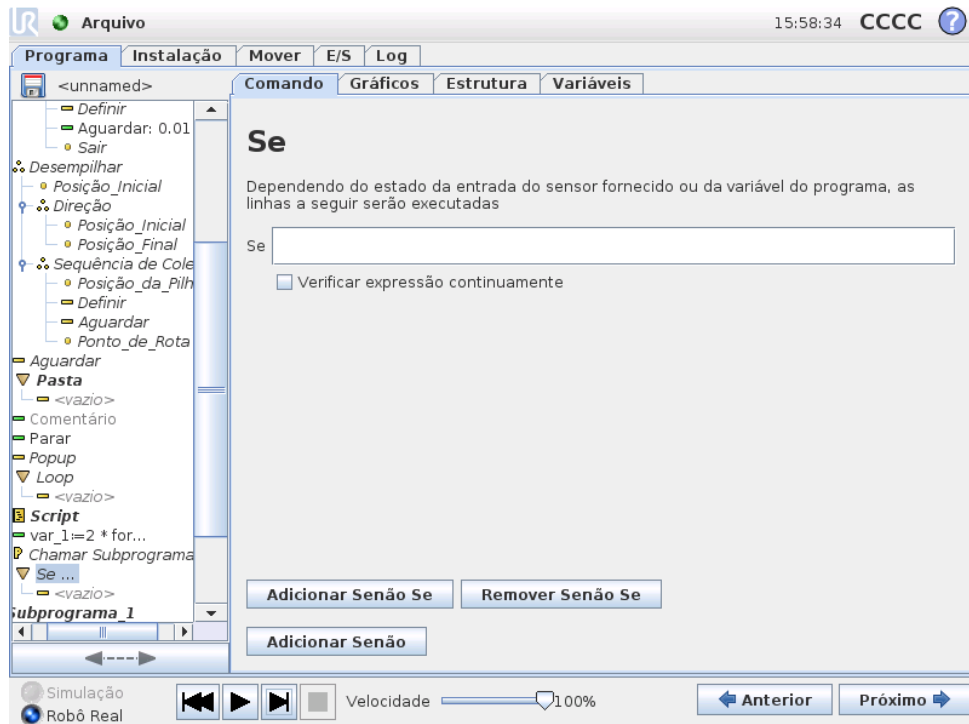 UR Arquivo 15:58:34 CCCC ?
Programa Instalação Mover E/S Log
<unnamed>
Comando Gráficos Estrutura Variáveis
Definir
Aguardar: 0.01
Sair
Desempilhar
Posição_Inicial
Direção
Posição_Inicial
Posição_Final
Sequência de Cole
Posição_da_Pilh
Definir
Aguardar
Ponto_de_Rota
Aguardar
Pasta
<vazio>
Comentário
Parar
Popup
Loop
<vazio>
Script
var_1:=2 * for...
Chamar Subprograma
Se ...
<vazio>
Subprograma_1
Se
Dependendo do estado da entrada do sensor fornecido ou da variável do programa, as
linhas a seguir serão executadas
Se
Verificar expressão continuamente
Adicionar Senão Se Remover Senão Se
Adicionar Senão
Simulação
Robô Real
Velocidade 100%
Anterior Próximo